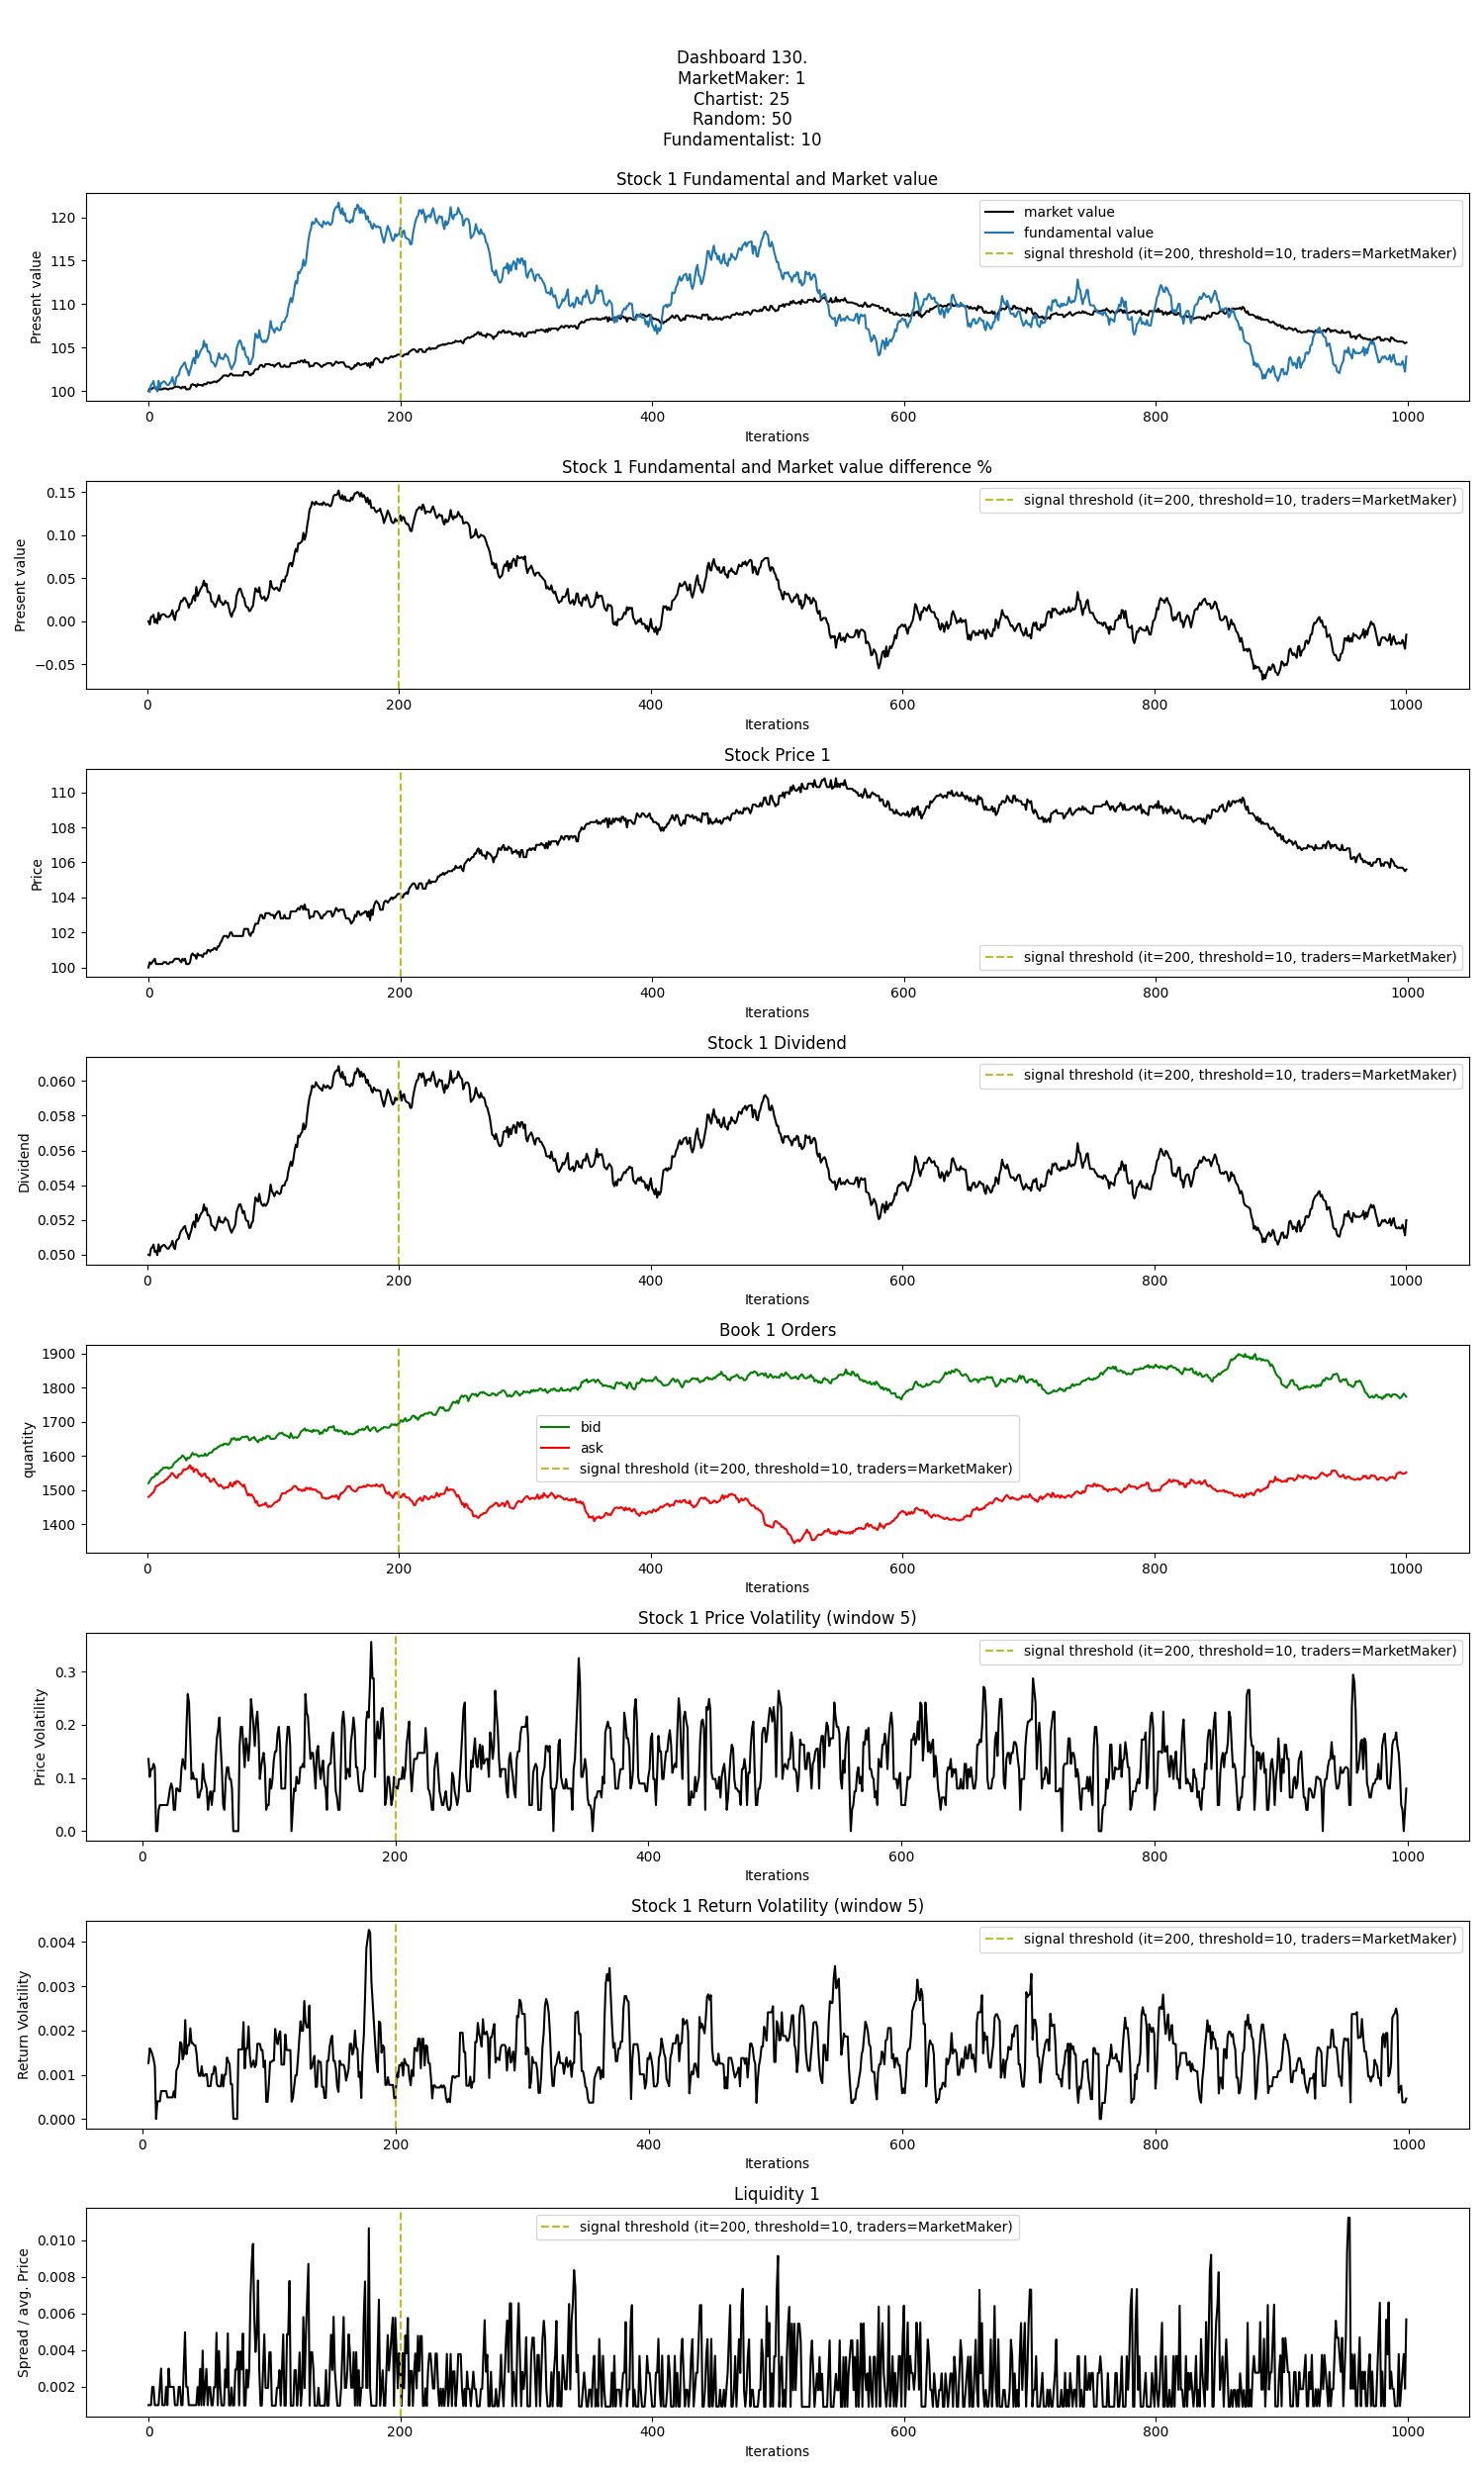 Dashboard 130.
MarketMaker: 1
Chartist: 25
Random: 50
Fundamentalist: 10
Stock 1 Fundamental and Market value
Present value
120
115
110
105
100
market value
fundamental value
signal threshold (it=200, threshold=10, traders=MarketMaker)
0 200 400 600 800 1000
Iterations
Stock 1 Fundamental and Market value difference %
Present value
0.15
0.10
0.05
0.00
−0.05
signal threshold (it=200, threshold=10, traders=MarketMaker)
0 200 400 600 800 1000
Iterations
Stock Price 1
Price
110
108
106
104
102
100
signal threshold (it=200, threshold=10, traders=MarketMaker)
0 200 400 600 800 1000
Iterations
Stock 1 Dividend
Dividend
0.060
0.058
0.056
0.054
0.052
0.050
signal threshold (it=200, threshold=10, traders=MarketMaker)
0 200 400 600 800 1000
Iterations
Book 1 Orders
quantity
1900
1800
1700
1600
1500
1400
bid
ask
signal threshold (it=200, threshold=10, traders=MarketMaker)
0 200 400 600 800 1000
Iterations
Stock 1 Price Volatility (window 5)
Price Volatility
0.3
0.2
0.1
0.0
signal threshold (it=200, threshold=10, traders=MarketMaker)
0 200 400 600 800 1000
Iterations
Stock 1 Return Volatility (window 5)
Return Volatility
0.004
0.003
0.002
0.001
0.000
signal threshold (it=200, threshold=10, traders=MarketMaker)
0 200 400 600 800 1000
Iterations
Liquidity 1
Spread / avg. Price
0.010
0.008
0.006
0.004
0.002
signal threshold (it=200, threshold=10, traders=MarketMaker)
0 200 400 600 800 1000
Iterations